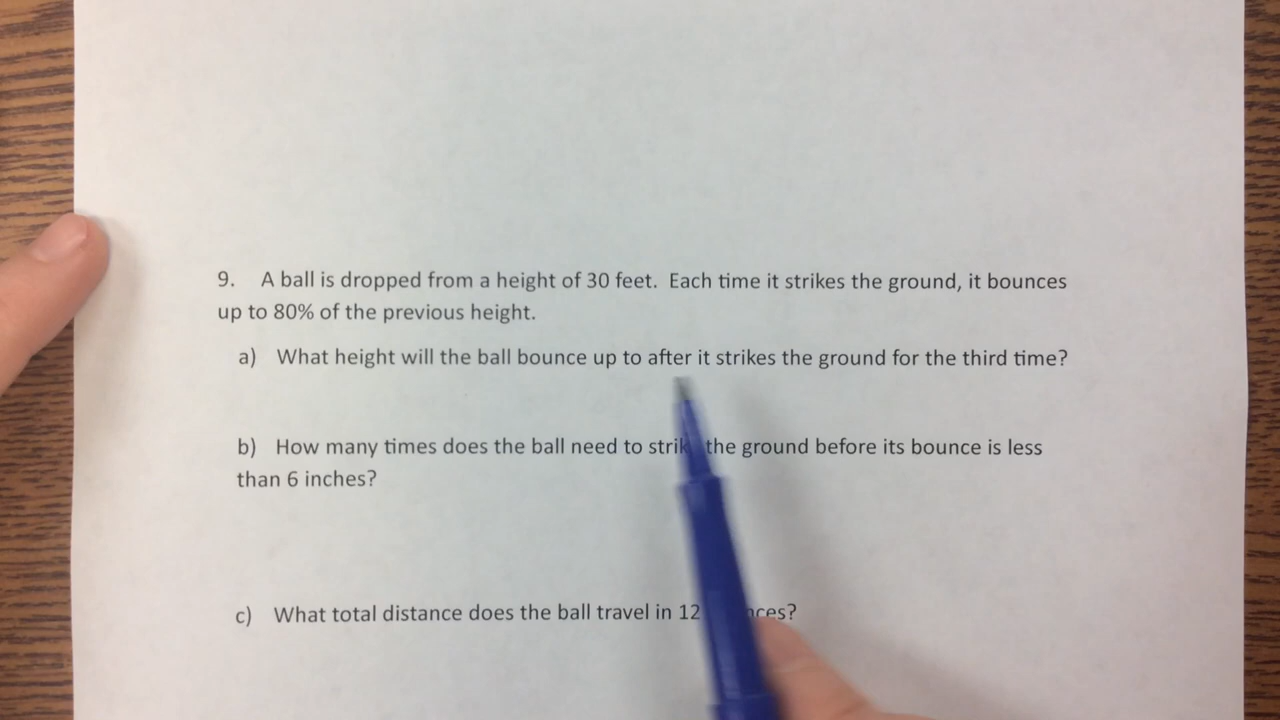 9. A ball is dropped from a height of 30 feet. Each time it strikes the ground, it bounces
up to 80% of the previous height.
a) What height will the ball bounce up to after it strikes the ground for the third time?
b) How many times does the ball need to strike the ground before its bounce is less
than 6 inches?
c) What total distance does the ball travel in 12